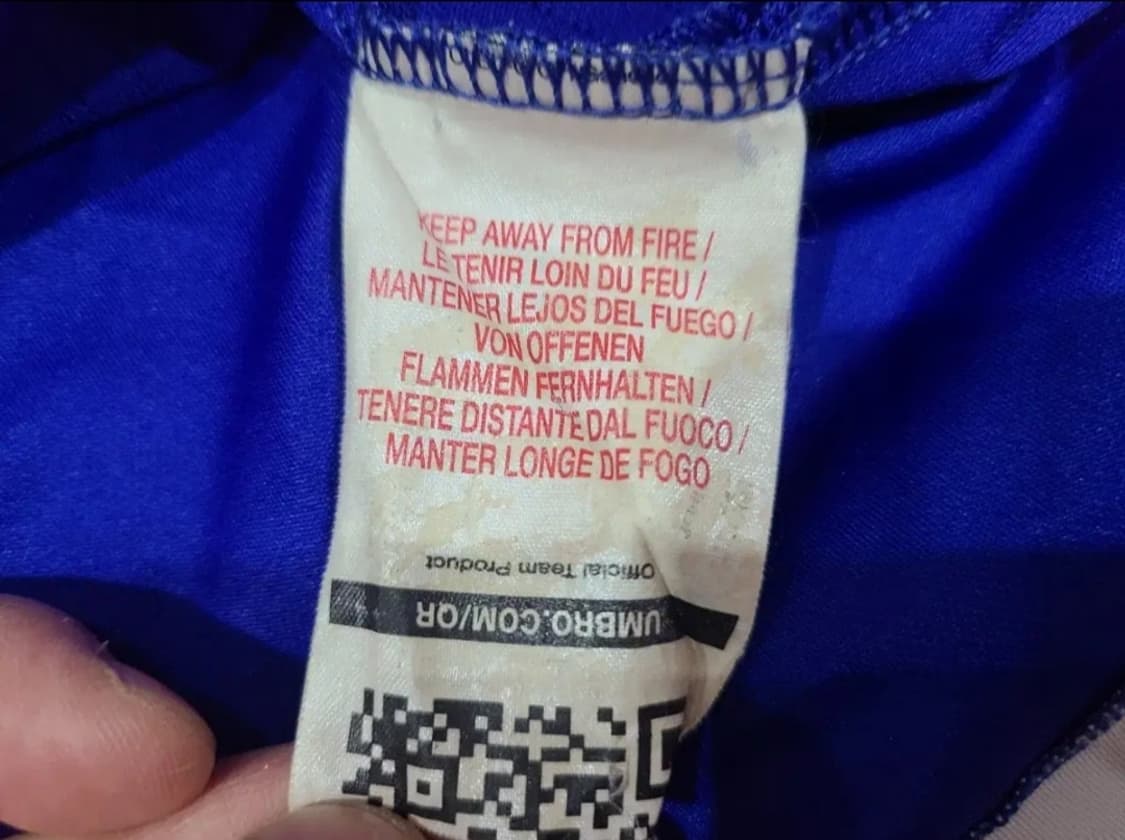 KEEP AWAY FROM FIRE /
LE TENIR LOIN DU FEU /
MANTENER LEJOS DEL FUEGO /
VON OFFENEN
FLAMMEN FERNHALTEN /
TENERE DISTANTE DAL FUOCO /
MANTER LONGE DE FOGO
Official Team Product
UMBRO.COM/QR